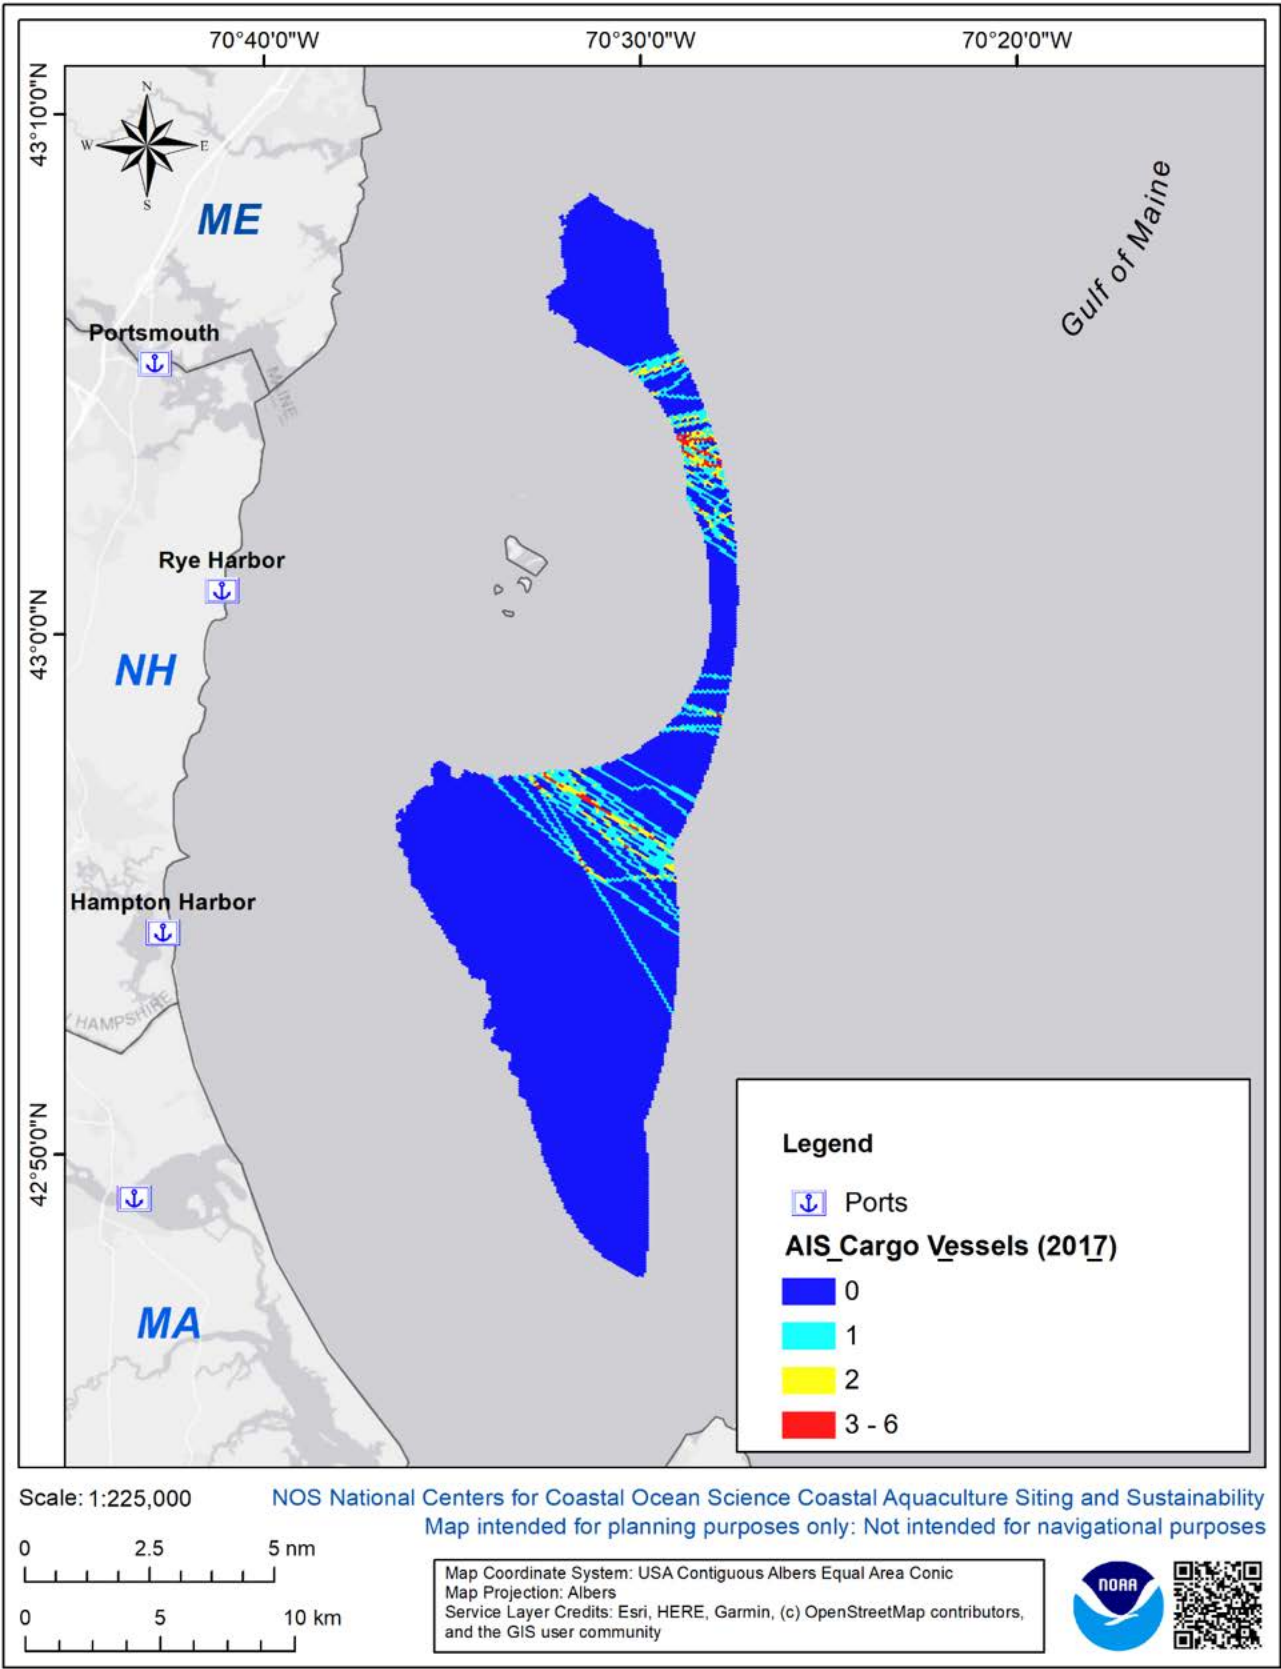 70°40'0"W 70°30'0"W 70°20'0"W
43°10'0"N
N
W E
S
ME
Gulf of Maine
Portsmouth
MAINE
Rye Harbor
43°0'0"N
NH
Hampton Harbor
HAMPSHIRE
42°50'0"N
MA
Legend
Ports
AIS_Cargo Vessels (2017)
0
1
2
3 - 6
Scale: 1:225,000
NOS National Centers for Coastal Ocean Science Coastal Aquaculture Siting and Sustainability
Map intended for planning purposes only: Not intended for navigational purposes
0 2.5 5 nm
0 5 10 km
Map Coordinate System: USA Contiguous Albers Equal Area Conic
Map Projection: Albers
Service Layer Credits: Esri, HERE, Garmin, (c) OpenStreetMap contributors,
and the GIS user community
NOAA